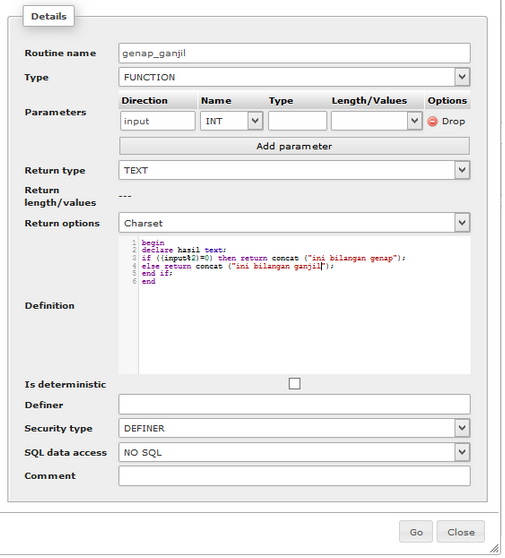 Details
Routine name genap_ganjil
Type FUNCTION
Parameters
Direction Name Type Length/Values Options
input INT Drop
Add parameter
Return type TEXT
Return length/values ---
Return options Charset
Definition
1 begin
2 declare hasil text;
3 if ((input%2)=0) then return concat ("ini bilangan genap");
4 else return concat ("ini bilangan ganjil");
5 end if;
6 end
Is deterministic
Definer
Security type DEFINER
SQL data access NO SQL
Comment
Go Close